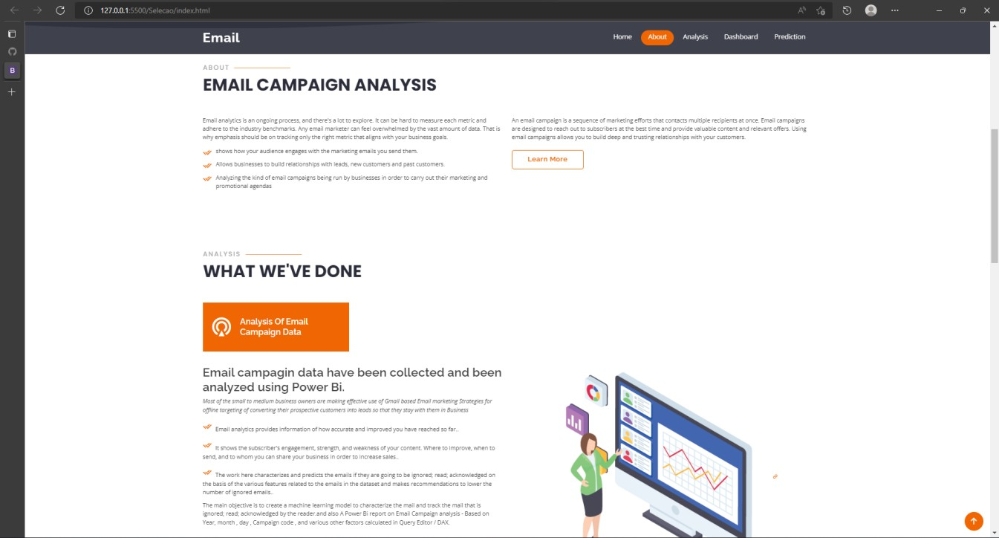 127.0.0.1:5500/Selecao/index.html
B
Email
Home About Analysis Dashboard Prediction
ABOUT
EMAIL CAMPAIGN ANALYSIS
Email analytics is an ongoing process, and there's a lot to explore. It can be hard to measure each metric and
adhere to the industry benchmarks. Any email marketer can feel overwhelmed by the vast amount of data. That is
why emphasis should be on tracking only the right metric that aligns with your business goals.
shows how your audience engages with the marketing emails you send them.
Allows businesses to build relationships with leads, new customers and past customers.
Analyzing the kind of email campaigns being run by businesses in order to carry out their marketing and
promotional agendas
An email campaign is a sequence of marketing efforts that contacts multiple recipients at once. Email campaigns
are designed to reach out to subscribers at the best time and provide valuable content and relevant offers. Using
email campaigns allows you to build deep and trusting relationships with your customers.
Learn More
ANALYSIS
WHAT WE'VE DONE
Analysis Of Email
Campaign Data
Email campagin data have been collected and been
analyzed using Power Bi.
Most of the small to medium business owners are making effective use of Gmail based Email marketing Strategies for
offline targeting of converting their prospective customers into leads so that they stay with them in Business
Email analytics provides information of how accurate and improved you have reached so far..
It shows the subscriber's engagement, strength, and weakness of your content. Where to improve, when to
send, and to whom you can share your business in order to increase sales..
The work here characterizes and predicts the emails if they are going to be ignored; read; acknowledged on
the basis of the various features related to the emails in the dataset and makes recommendations to lower the
number of ignored emails..
The main objective is to create a machine learning model to characterize the mail and track the mail that is
ignored; read; acknowledged by the reader.and also A Power Bi report on Email Campaign analysis - Based on
Year, month , day , Campaign code , and various other factors calculated in Query Editor / DAX.